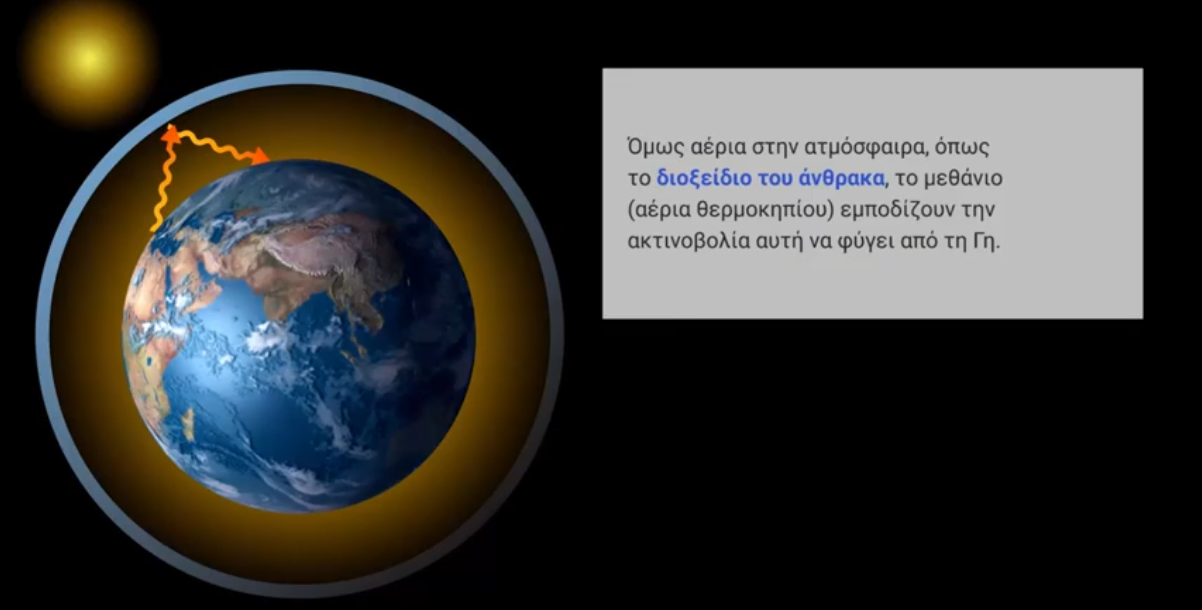 Όμως αέρια στην ατμόσφαιρα, όπως
το διοξείδιο του άνθρακα, το μεθάνιο
(αέρια θερμοκηπίου) εμποδίζουν την
ακτινοβολία αυτή να φύγει από τη Γη.